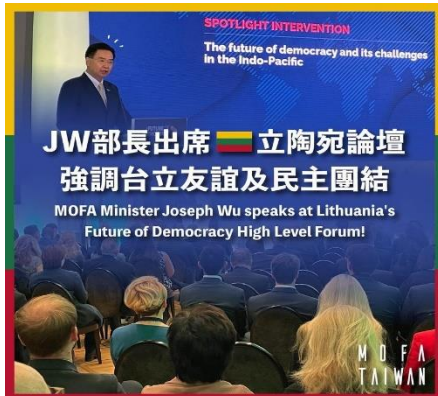 SPOTLIGHT INTERVENTION
The future of democracy and its challenges
in the Indo-Pacific
JW部長出席 立陶宛論壇
強調台立友誼及民主團結
MOFA Minister Joseph Wu speaks at Lithuania's
Future of Democracy High Level Forum!
MOFA
TAIWAN